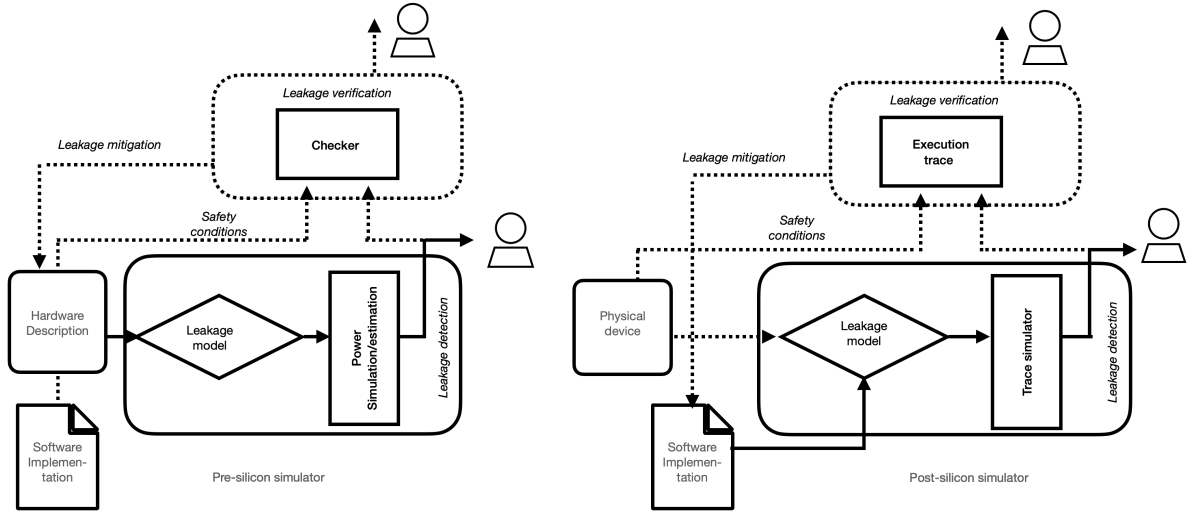 Leakage verification
Checker
Leakage mitigation
Safety
conditions
Hardware
Description
Leakage
model
Power
Simulation/estimation
Leakage detection
Software
Implemen-
tation
Pre-silicon simulator
Leakage verification
Execution
trace
Leakage mitigation
Safety
conditions
Physical
device
Leakage
model
Trace simulator
Leakage detection
Software
Implemen-
tation
Post-silicon simulator